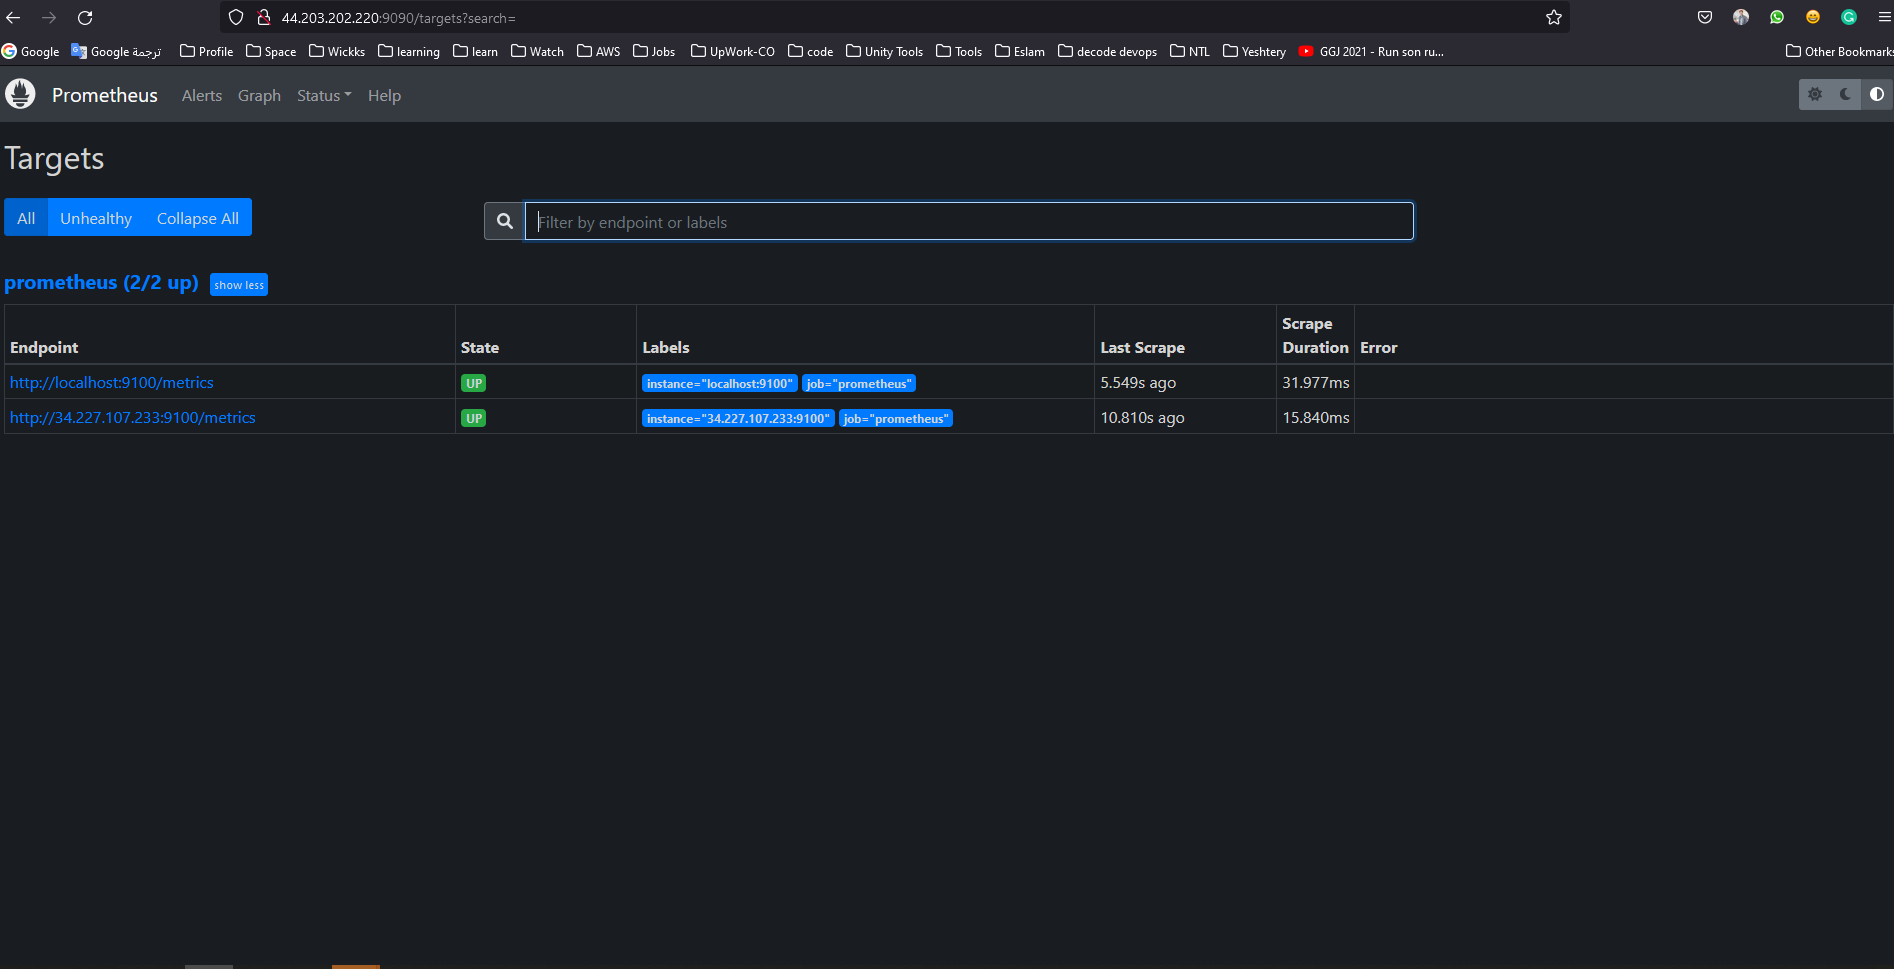 44.203.202.220:9090/targets?search=
Google Google ترجمة Profile Space Wickks learning learn Watch AWS Jobs UpWork-CO code Unity Tools Tools Eslam decode devops NTL Yeshtery GGJ 2021 - Run son ru... Other Bookmarks
Prometheus Alerts Graph Status Help
Targets
All Unhealthy Collapse All Filter by endpoint or labels
prometheus (2/2 up) show less
Endpoint State Labels Last Scrape Scrape Duration Error
http://localhost:9100/metrics UP instance="localhost:9100" job="prometheus" 5.549s ago 31.977ms
http://34.227.107.233:9100/metrics UP instance="34.227.107.233:9100" job="prometheus" 10.810s ago 15.840ms